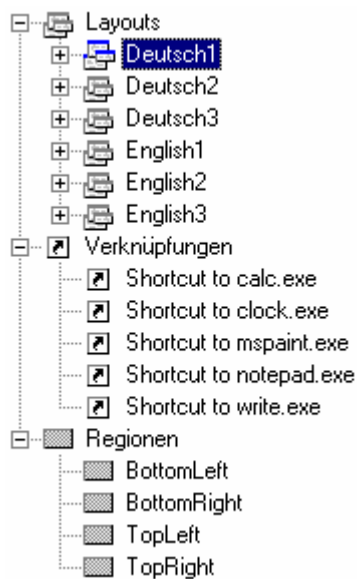 Layouts
Deutsch1
Deutsch2
Deutsch3
English1
English2
English3
Verknüpfungen
Shortcut to calc.exe
Shortcut to clock.exe
Shortcut to mspaint.exe
Shortcut to notepad.exe
Shortcut to write.exe
Regionen
BottomLeft
BottomRight
TopLeft
TopRight